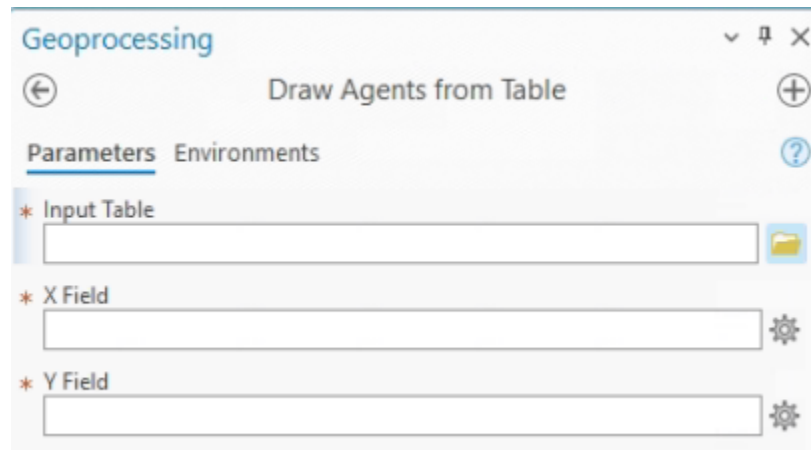 Geoprocessing
Draw Agents from Table
Parameters Environments
* Input Table
* X Field
* Y Field